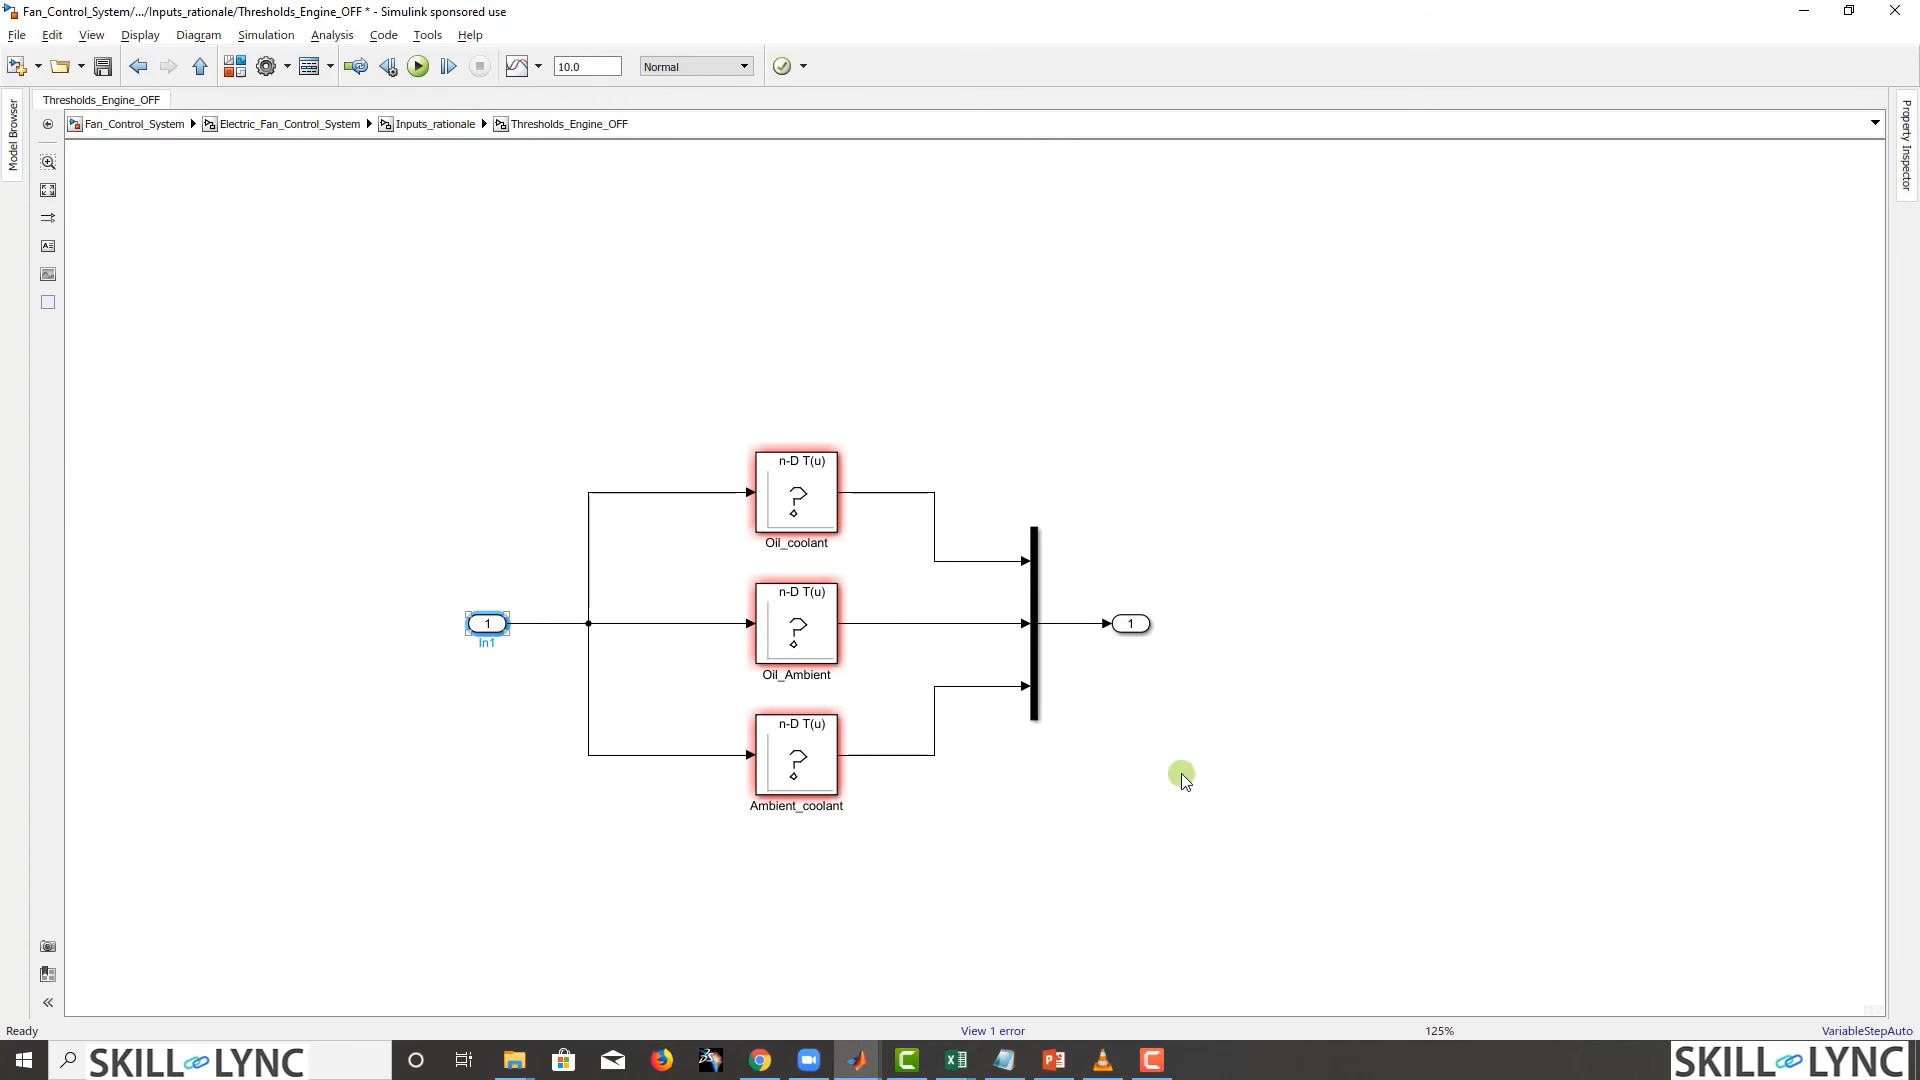 Fan_Control_System/.../Inputs_rationale/Thresholds_Engine_OFF * - Simulink sponsored use
File Edit View Display Diagram Simulation Analysis Code Tools Help
10.0 Normal
Thresholds_Engine_OFF
Fan_Control_System Electric_Fan_Control_System Inputs_rationale Thresholds_Engine_OFF
Model Browser
Property Inspector
n-D T(u)
?
Oil_coolant
n-D T(u)
?
Oil_Ambient
n-D T(u)
?
Ambient_coolant
1
In1
1
Ready View 1 error 125% VariableStepAuto
SKILL LYNC
SKILL LYNC